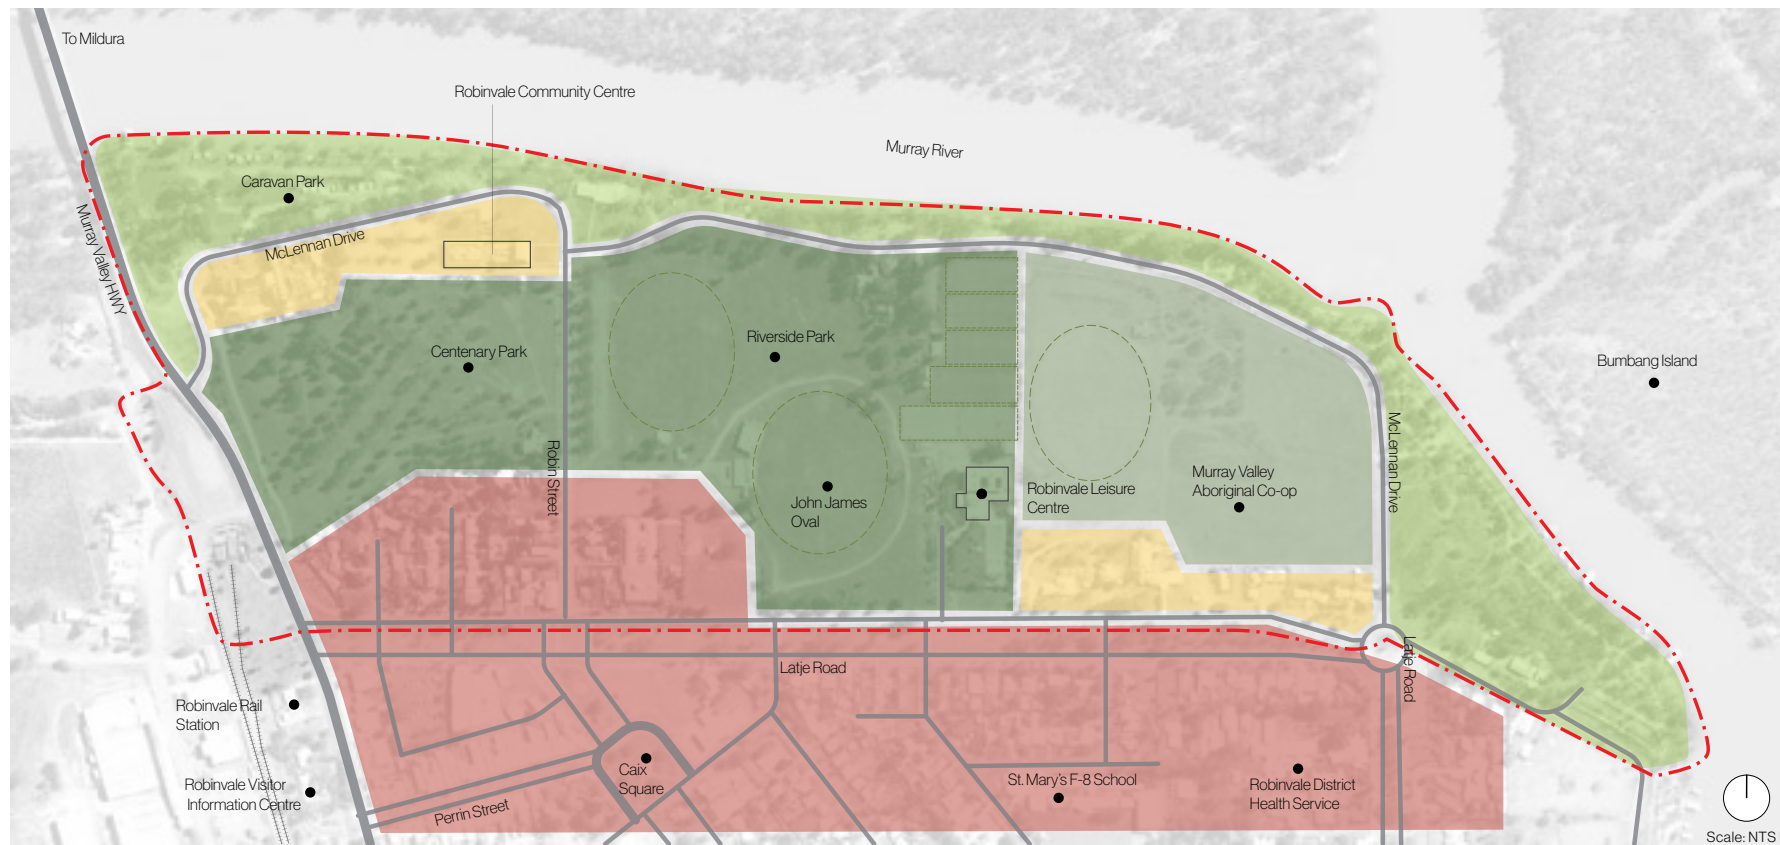 To Mildura
Robinvale Community Centre
Murray River
Caravan Park
McLennan Drive
Murray Valley HWY
Centenary Park
Riverside Park
Bumbang Island
Robin Street
John James
Oval
Robinvale Leisure
Centre
Murray Valley
Aboriginal Co-op
McLennan Drive
Latje Road
Latje Road
Robinvale Rail
Station
Caix
Square
Robinvale Visitor
Information Centre
Perrin Street
St. Mary's F-8 School
Robinvale District
Health Service
Scale: NTS